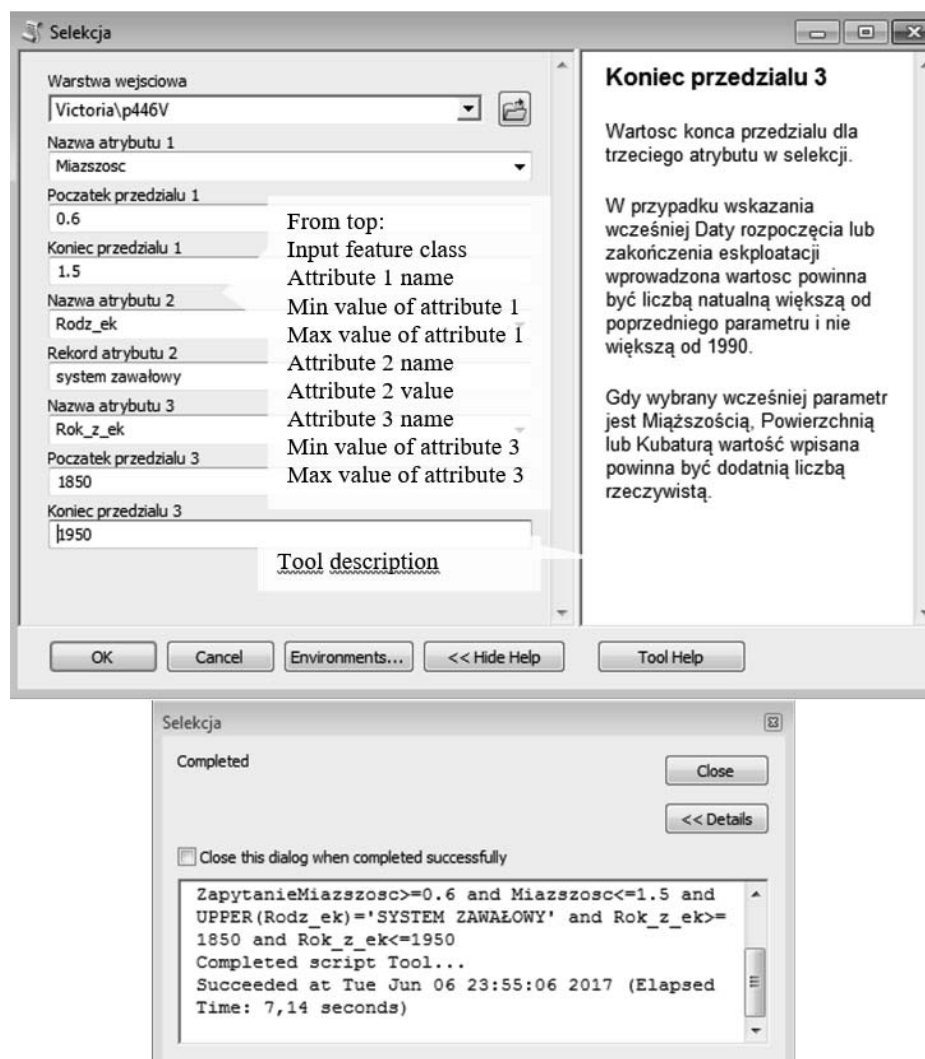 Selekcja
Warstwa wejsciowa
Victoria\p446V
Nazwa atrybutu 1
Miazszosc
Poczatek przedzialu 1
0.6
Koniec przedzialu 1
1.5
Nazwa atrybutu 2
Rodz_ek
Rekord atrybutu 2
system zawałowy
Nazwa atrybutu 3
Rok_z_ek
Poczatek przedzialu 3
1850
Koniec przedzialu 3
1950
From top:
Input feature class
Attribute 1 name
Min value of attribute 1
Max value of attribute 1
Attribute 2 name
Attribute 2 value
Attribute 3 name
Min value of attribute 3
Max value of attribute 3
Tool description
Koniec przedzialu 3
Wartosc konca przedzialu dla
trzeciego atrybutu w selekcji.
W przypadku wskazania
wcześniej Daty rozpoczęcia lub
zakończenia eskploatacji
wprowadzona wartosc powinna
być liczbą naturalną większą od
poprzedniego parametru i nie
większą od 1990.
Gdy wybrany wcześniej parametr
jest Miąższością, Powierzchnią
lub Kubaturą wartość wpisana
powinna być dodatnią liczbą
rzeczywistą.
OK
Cancel
Environments...
<< Hide Help
Tool Help
Selekcja
Completed
Close
<< Details
Close this dialog when completed successfully
ZapytanieMiazszosc>=0.6 and Miazszosc<=1.5 and
UPPER(Rodz_ek)='SYSTEM ZAWAŁOWY' and Rok_z_ek>=
1850 and Rok_z_ek<=1950
Completed script Tool...
Succeeded at Tue Jun 06 23:55:06 2017 (Elapsed
Time: 7,14 seconds)